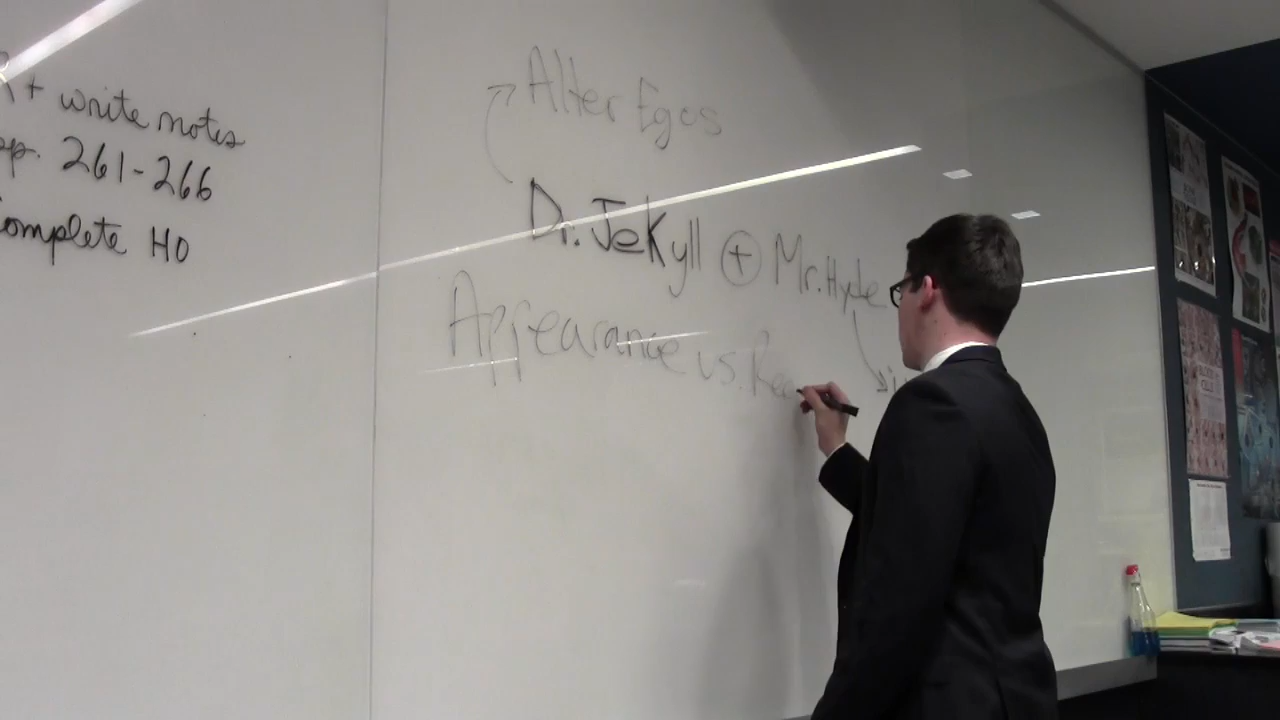 + write notes
pp. 261-266
Complete HO
Alter Egos
Dr. Jekyll + Mr. Hyde
Appearance vs. Rea